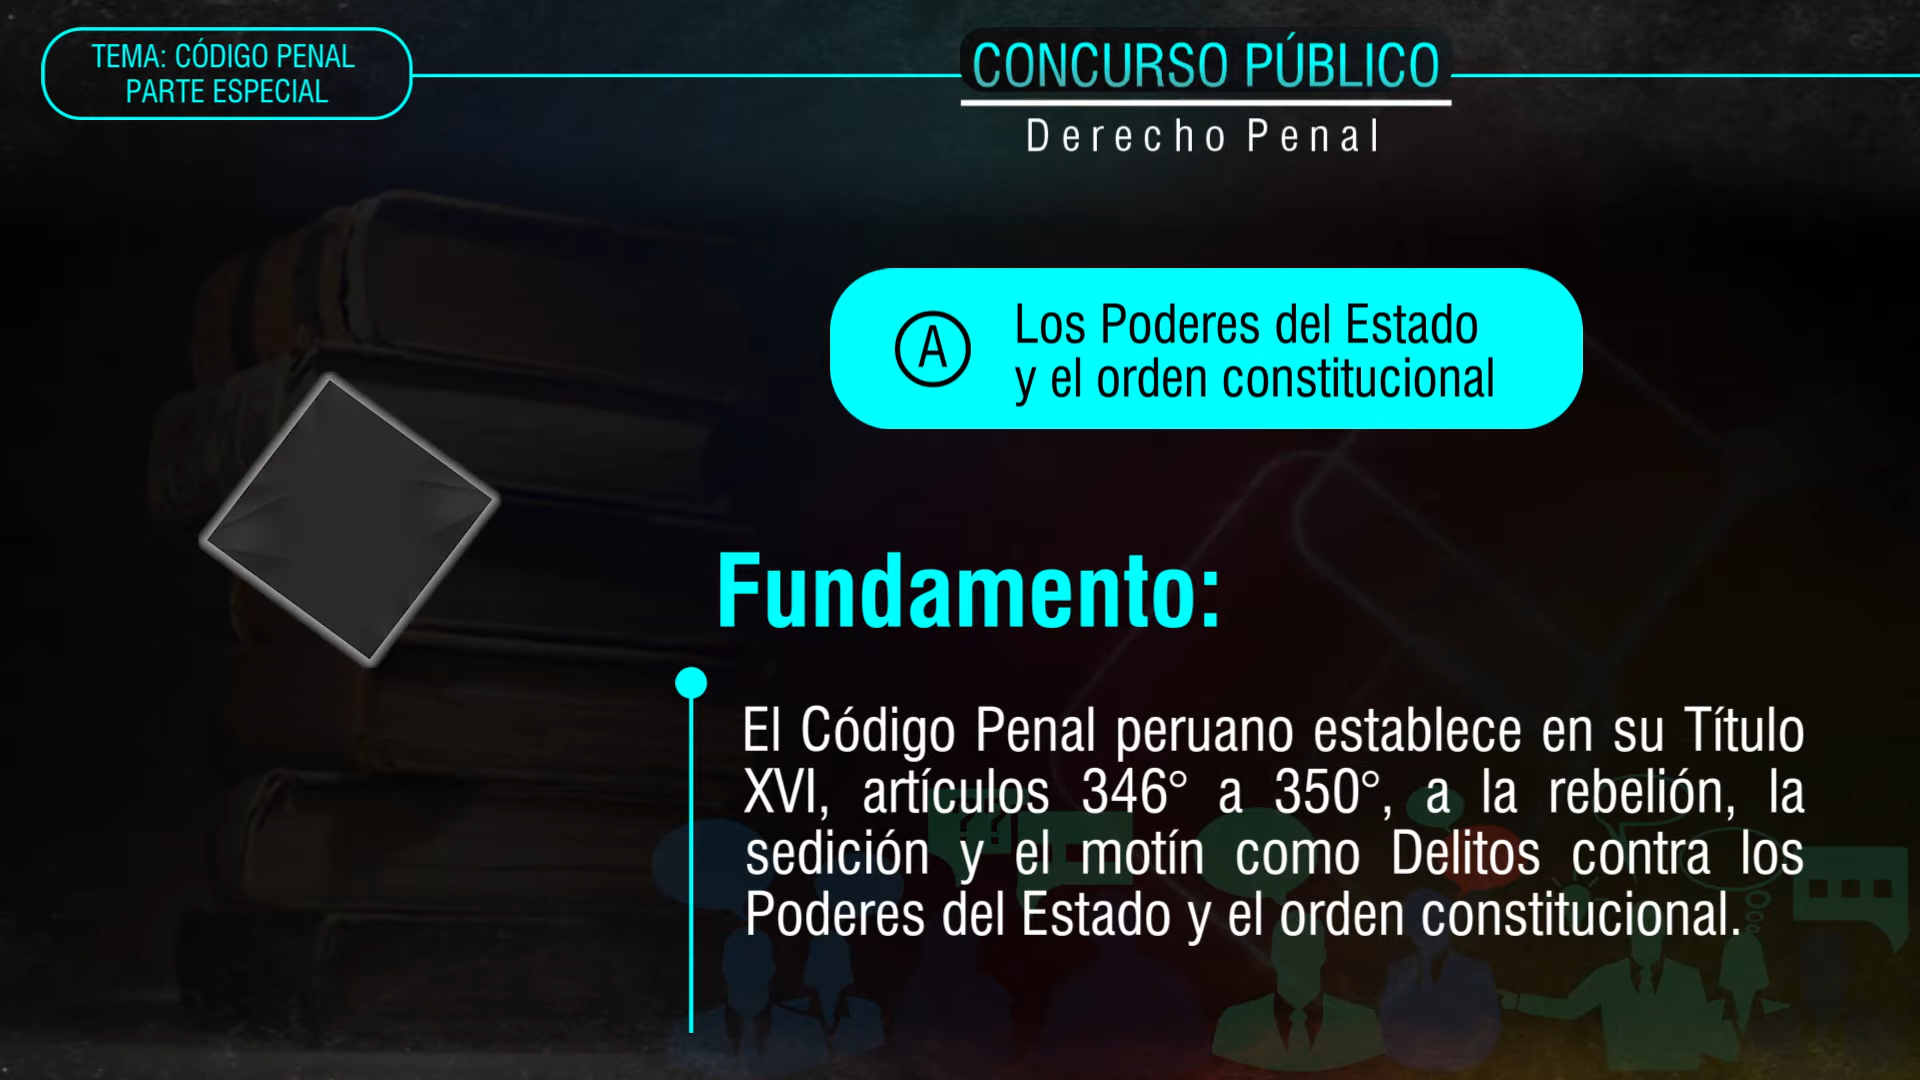 TEMA: CÓDIGO PENAL
PARTE ESPECIAL
CONCURSO PÚBLICO
Derecho Penal
A
Los Poderes del Estado
y el orden constitucional
Fundamento:
El Código Penal peruano establece en su Título
XVI, artículos 346° a 350°, a la rebelión, la
sedición y el motín como Delitos contra los
Poderes del Estado y el orden constitucional.